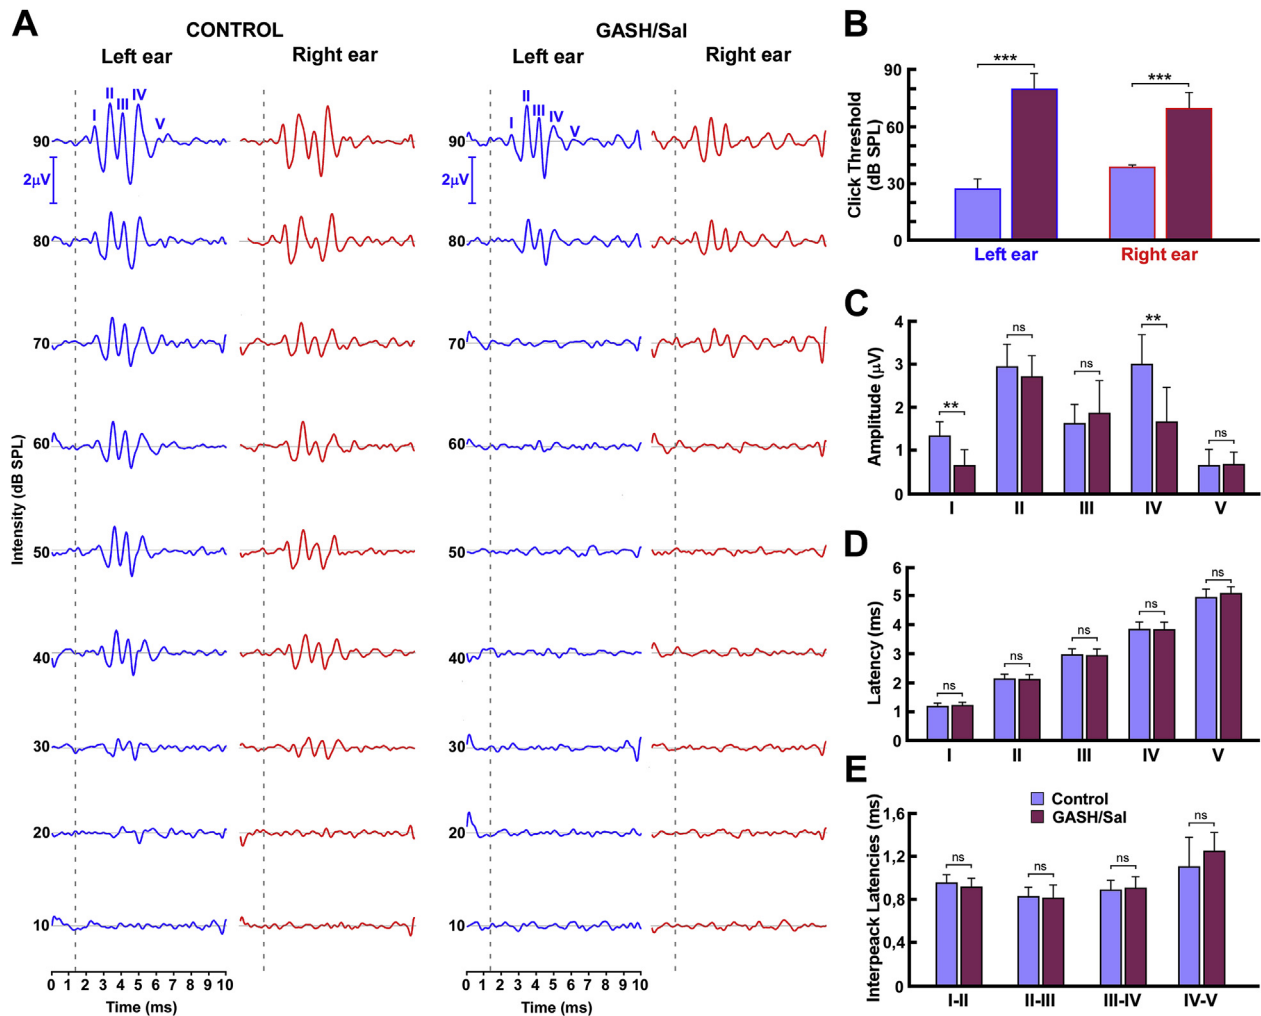 A
CONTROL
GASH/Sal
Left ear
Right ear
Left ear
Right ear
I
II
III
IV
V
I
II
III
IV
V
90
90
2μV
2μV
80
80
70
70
60
60
50
50
40
40
30
30
20
20
10
10
Intensity (dB SPL)
0 1 2 3 4 5 6 7 8 9 10
0 1 2 3 4 5 6 7 8 9 10
Time (ms)
Time (ms)
B
Click Threshold
(dB SPL)
90
60
30
0
***
***
Left ear
Right ear
C
Amplitude (μV)
4
3
2
1
0
**
ns
ns
**
ns
I
II
III
IV
V
D
Latency (ms)
6
5
4
3
2
1
0
ns
ns
ns
ns
ns
I
II
III
IV
V
E
Interpeack Latencies (ms)
1,6
1,2
0,8
0,4
0
Control
GASH/Sal
ns
ns
ns
ns
I-II
II-III
III-IV
IV-V